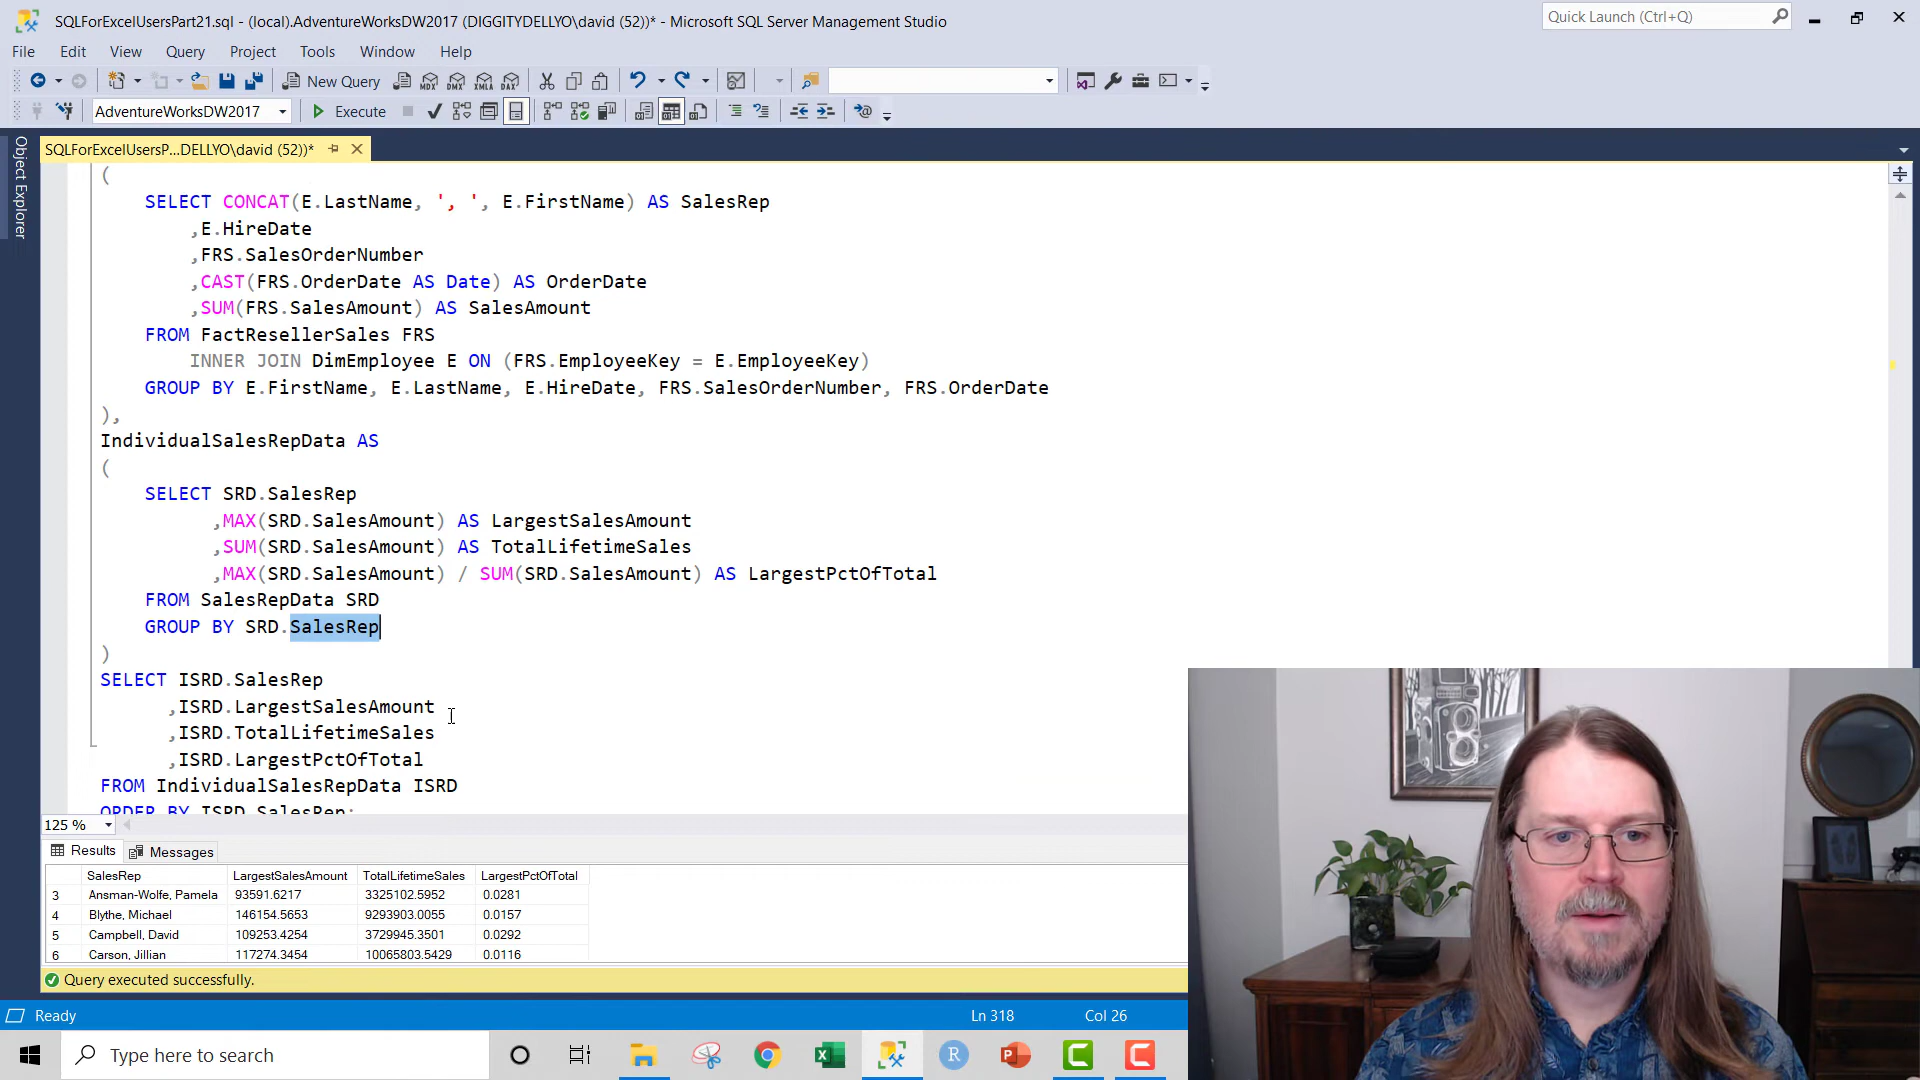 SQLForExcelUsersPart21.sql - (local).AdventureWorksDW2017 (DIGGITYDELLYO\david (52))* - Microsoft SQL Server Management Studio
Quick Launch (Ctrl+Q)
File Edit View Query Project Tools Window Help
New Query
MDX DMX XMLA DAX
AdventureWorksDW2017
Execute
Object Explorer
SQLForExcelUsersP...DELLYO\david (52))*
(
SELECT CONCAT(E.LastName, ', ', E.FirstName) AS SalesRep
,E.HireDate
,FRS.SalesOrderNumber
,CAST(FRS.OrderDate AS Date) AS OrderDate
,SUM(FRS.SalesAmount) AS SalesAmount
FROM FactResellerSales FRS
INNER JOIN DimEmployee E ON (FRS.EmployeeKey = E.EmployeeKey)
GROUP BY E.FirstName, E.LastName, E.HireDate, FRS.SalesOrderNumber, FRS.OrderDate
),
IndividualSalesRepData AS
(
SELECT SRD.SalesRep
,MAX(SRD.SalesAmount) AS LargestSalesAmount
,SUM(SRD.SalesAmount) AS TotalLifetimeSales
,MAX(SRD.SalesAmount) / SUM(SRD.SalesAmount) AS LargestPctOfTotal
FROM SalesRepData SRD
GROUP BY SRD.SalesRep
)
SELECT ISRD.SalesRep
,ISRD.LargestSalesAmount
,ISRD.TotalLifetimeSales
,ISRD.LargestPctOfTotal
FROM IndividualSalesRepData ISRD
ORDER BY ISRD.SalesRep;
125 %
Results Messages
SalesRep LargestSalesAmount TotalLifetimeSales LargestPctOfTotal
3 Ansman-Wolfe, Pamela 93591.6217 3325102.5952 0.0281
4 Blythe, Michael 146154.5653 9293903.0055 0.0157
5 Campbell, David 109253.4254 3729945.3501 0.0292
6 Carson, Jillian 117274.3454 10065803.5429 0.0116
Query executed successfully.
Ready
Ln 318 Col 26
Type here to search